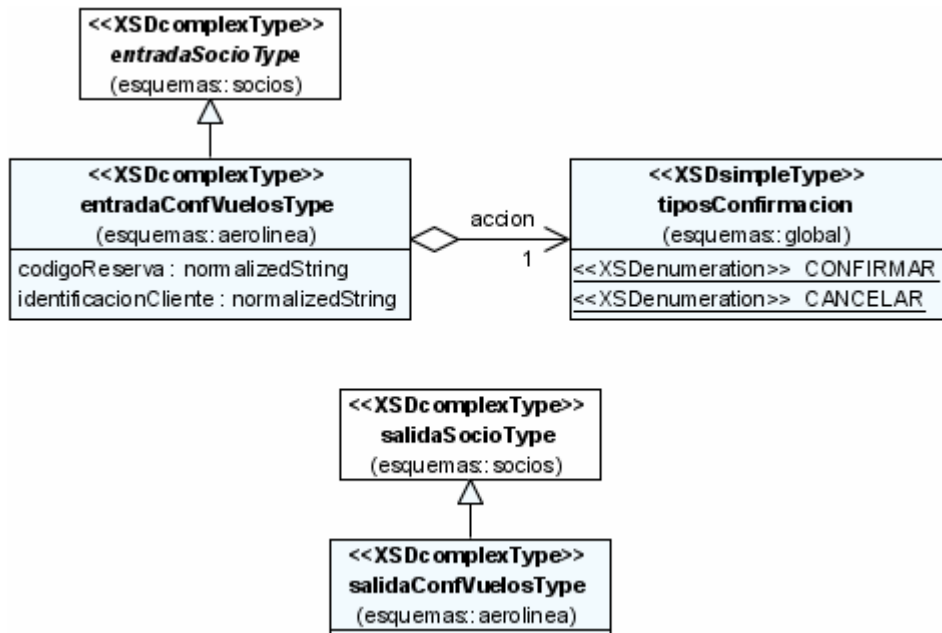 <<XSDcomplexType>>
entradaSocioType
(esquemas::socios)
<<XSDcomplexType>>
entradaConfVuelosType
(esquemas::aerolinea)
codigoReserva : normalizedString
identificacionCliente : normalizedString
accion
1
<<XSDsimpleType>>
tiposConfirmacion
(esquemas::global)
<<XSDenumeration>> CONFIRMAR
<<XSDenumeration>> CANCELAR
<<XSDcomplexType>>
salidaSocioType
(esquemas::socios)
<<XSDcomplexType>>
salidaConfVuelosType
(esquemas::aerolinea)